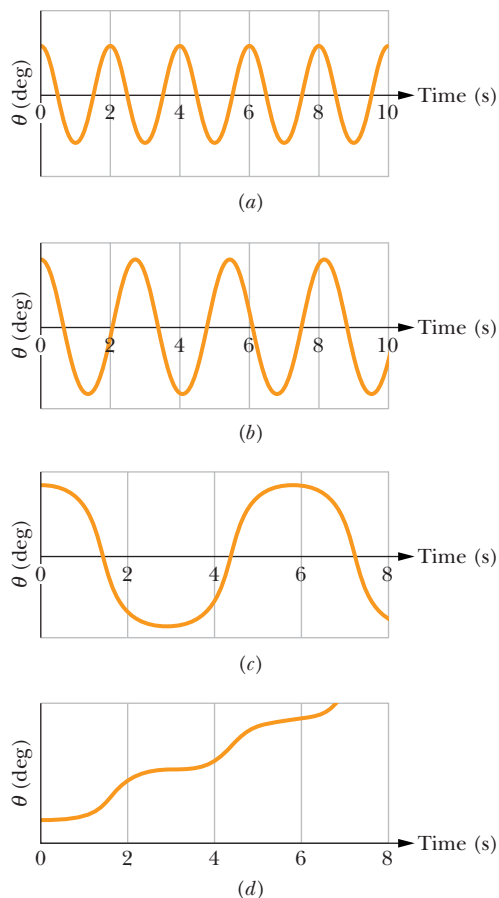 θ (deg)
0 2 4 6 8 10 Time (s)
(a)
θ (deg)
0 2 4 6 8 10 Time (s)
(b)
θ (deg)
0 2 4 6 8 Time (s)
(c)
θ (deg)
0 2 4 6 8 Time (s)
(d)